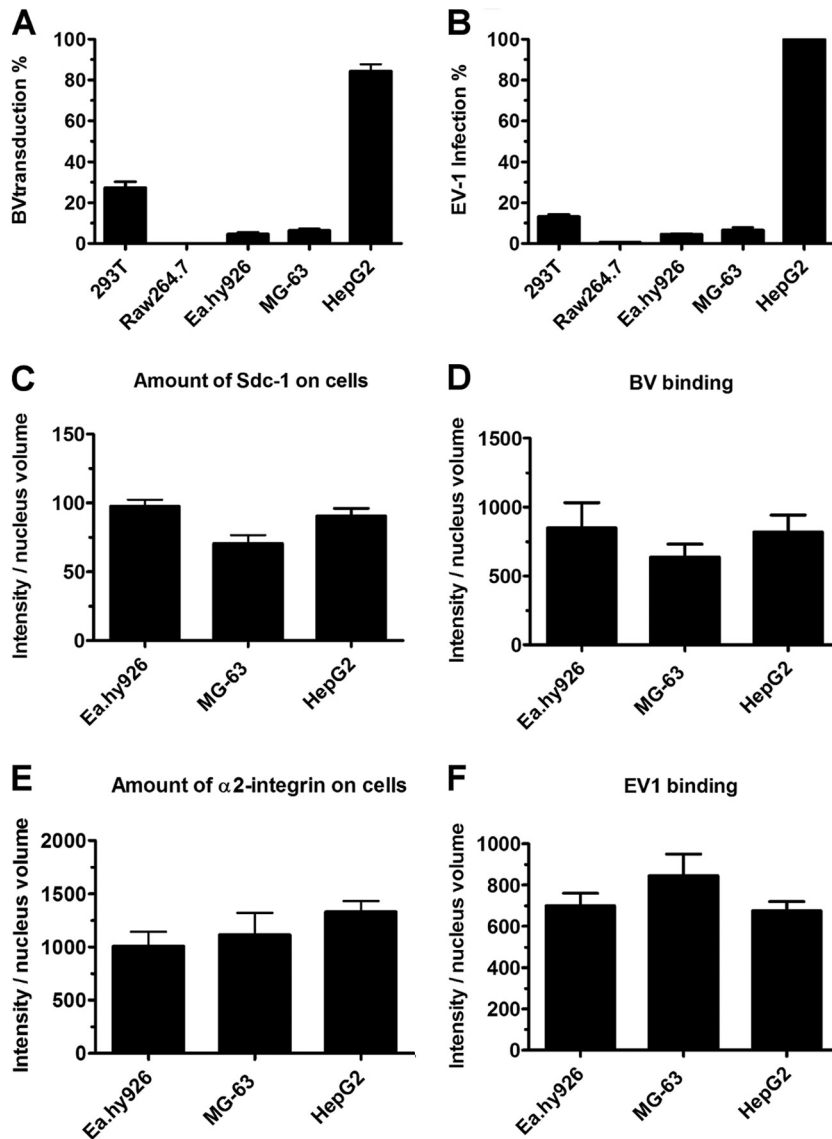 A
BVtransduction %
100
80
60
40
20
0
293T
Raw264.7
Ea.hy926
MG-63
HepG2
B
EV-1 Infection %
100
80
60
40
20
0
293T
Raw264.7
Ea.hy926
MG-63
HepG2
C
Amount of Sdc-1 on cells
Intensity / nucleus volume
150
100
50
0
Ea.hy926
MG-63
HepG2
D
BV binding
Intensity / nucleus volume
1500
1000
500
0
Ea.hy926
MG-63
HepG2
E
Amount of α2-integrin on cells
Intensity / nucleus volume
2000
1500
1000
500
0
Ea.hy926
MG-63
HepG2
F
EV1 binding
Intensity / nucleus volume
1000
800
600
400
200
0
Ea.hy926
MG-63
HepG2